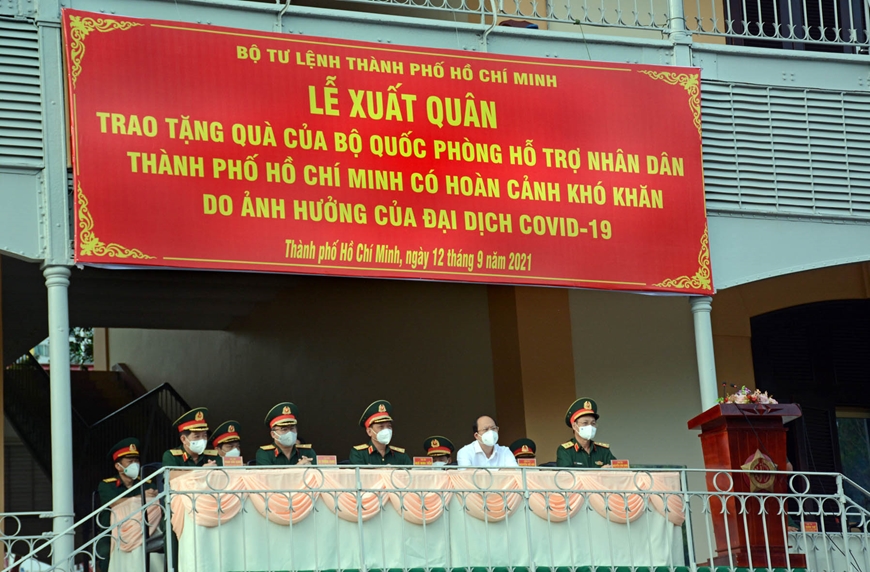 BỘ TƯ LỆNH THÀNH PHỐ HỒ CHÍ MINH
LỄ XUẤT QUÂN
TRAO TẶNG QUÀ CỦA BỘ QUỐC PHÒNG HỖ TRỢ NHÂN DÂN
THÀNH PHỐ HỒ CHÍ MINH CÓ HOÀN CẢNH KHÓ KHĂN
DO ẢNH HƯỞNG CỦA ĐẠI DỊCH COVID-19
Thành phố Hồ Chí Minh, ngày 12 tháng 9 năm 2021